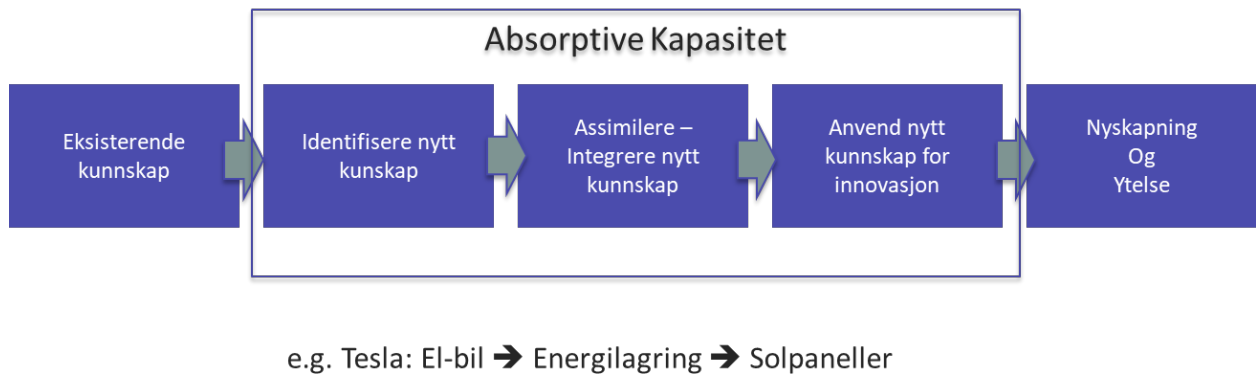 Absorptive Kapasitet
Eksisterende
kunnskap
Identifisere nytt
kunskap
Assimilere –
Integrere nytt
kunnskap
Anvend nytt
kunnskap for
innovasjon
Nyskapning
Og
Ytelse
e.g. Tesla: El-bil ➔ Energilagring ➔ Solpaneller